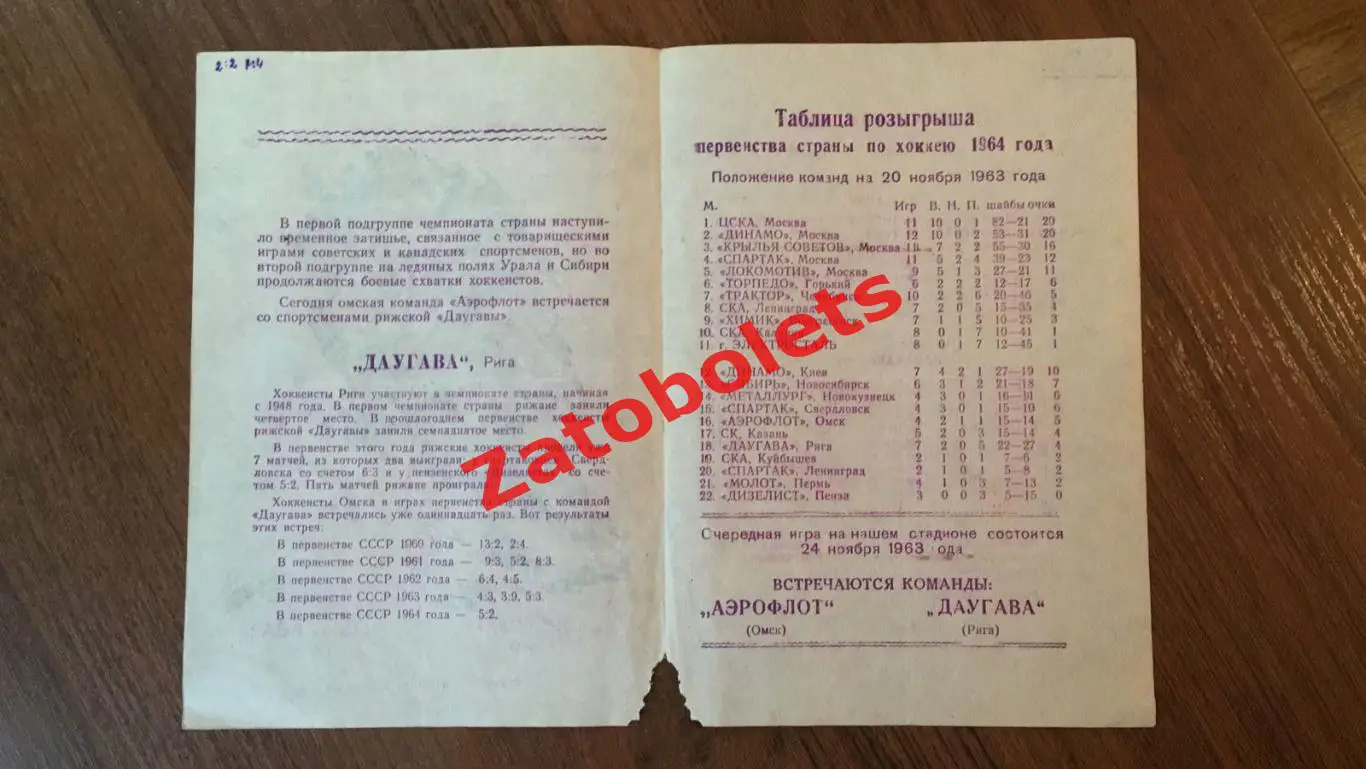 2:2
В первой подгруппе чемпионата страны наступи-
ло временное затишье, связанное с товарищескими
играми советских и канадских спортсменов, но во
второй подгруппе на ледяных полях Урала и Сибири
продолжаются боевые схватки хоккеистов.
Сегодня омская команда «Аэрофлот» встречается
со спортсменами рижской «Даугавы».
„ДАУГАВА“, Рига
Хоккеисты Риги участвуют в чемпионате страны, начиная
с 1948 года. В первом чемпионате страны рижане заняли
четвертое место. В прошлогоднем первенстве хоккеисты
рижской «Даугавы» заняли семнадцатое место.
В первенстве этого года рижские хоккеисты провели уже
7 матчей, из которых два выиграли у спартаковцев Сверд-
ловска со счетом 6:3 и у пензенского «Дизелиста» со сче-
том 5:2. Пять матчей рижане проиграли.
Хоккеисты Омска в играх первенства страны с командой
«Даугава» встречались уже одиннадцать раз. Вот результаты
этих встреч:
В первенстве СССР 1960 года — 13:2, 2:4.
В первенстве СССР 1961 года — 9:3, 5:2, 8:3.
В первенстве СССР 1962 года — 6:4, 4:5.
В первенстве СССР 1963 года — 4:3, 3:9, 5:3.
В первенстве СССР 1964 года — 5:2.
Таблица розыгрыша
первенства страны по хоккею 1964 года
Положение команд на 20 ноября 1963 года
М. Игр В. Н. П. шайбы очки
1. ЦСКА, Москва 11 10 0 1 82—21 20
2. «ДИНАМО», Москва 12 10 0 2 53—31 20
3. «КРЫЛЬЯ СОВЕТОВ», Москва 11 7 2 2 55—30 16
4. «СПАРТАК», Москва 11 5 2 4 39—23 12
5. «ЛОКОМОТИВ», Москва 9 5 1 3 27—21 11
6. «ТОРПЕДО», Горький 6 2 2 2 12—17 6
7. «ТРАКТОР», 10 2 2 6 20—46 5
8. СКА, Ленинград 7 2 0 5 15—35 4
9. «ХИМИК», 7 1 1 5 10—25 3
10. СКА, 8 0 1 7 10—41 1
11. г. ЭЛЕКТРОСТАЛЬ 8 0 1 7 12—45 1
12. «ДИНАМО», Киев 7 4 2 1 27—19 10
13. «СИБИРЬ», Новосибирск 6 3 1 2 21—18 7
14. «МЕТАЛЛУРГ», Новокузнецк 4 3 0 1 16—11 6
15. «СПАРТАК», Свердловск 4 3 0 1 15—10 6
16. «АЭРОФЛОТ», Омск 4 2 1 1 15—14 5
17. СК, Казань 5 2 0 3 15—14 4
18. «ДАУГАВА», Рига 7 2 0 5 22—27 4
19. СКА, Куйбышев 2 1 0 1 7—6 2
20. «СПАРТАК», Ленинград 2 1 0 1 5—8 2
21. «МОЛОТ», Пермь 4 1 0 3 7—13 2
22. «ДИЗЕЛИСТ», Пенза 3 0 0 3 5—15 0
Очередная игра на нашем стадионе состоится
24 ноября 1963 года.
ВСТРЕЧАЮТСЯ КОМАНДЫ:
„АЭРОФЛОТ“ „ДАУГАВА“
(Омск) (Рига)
Zatobolets